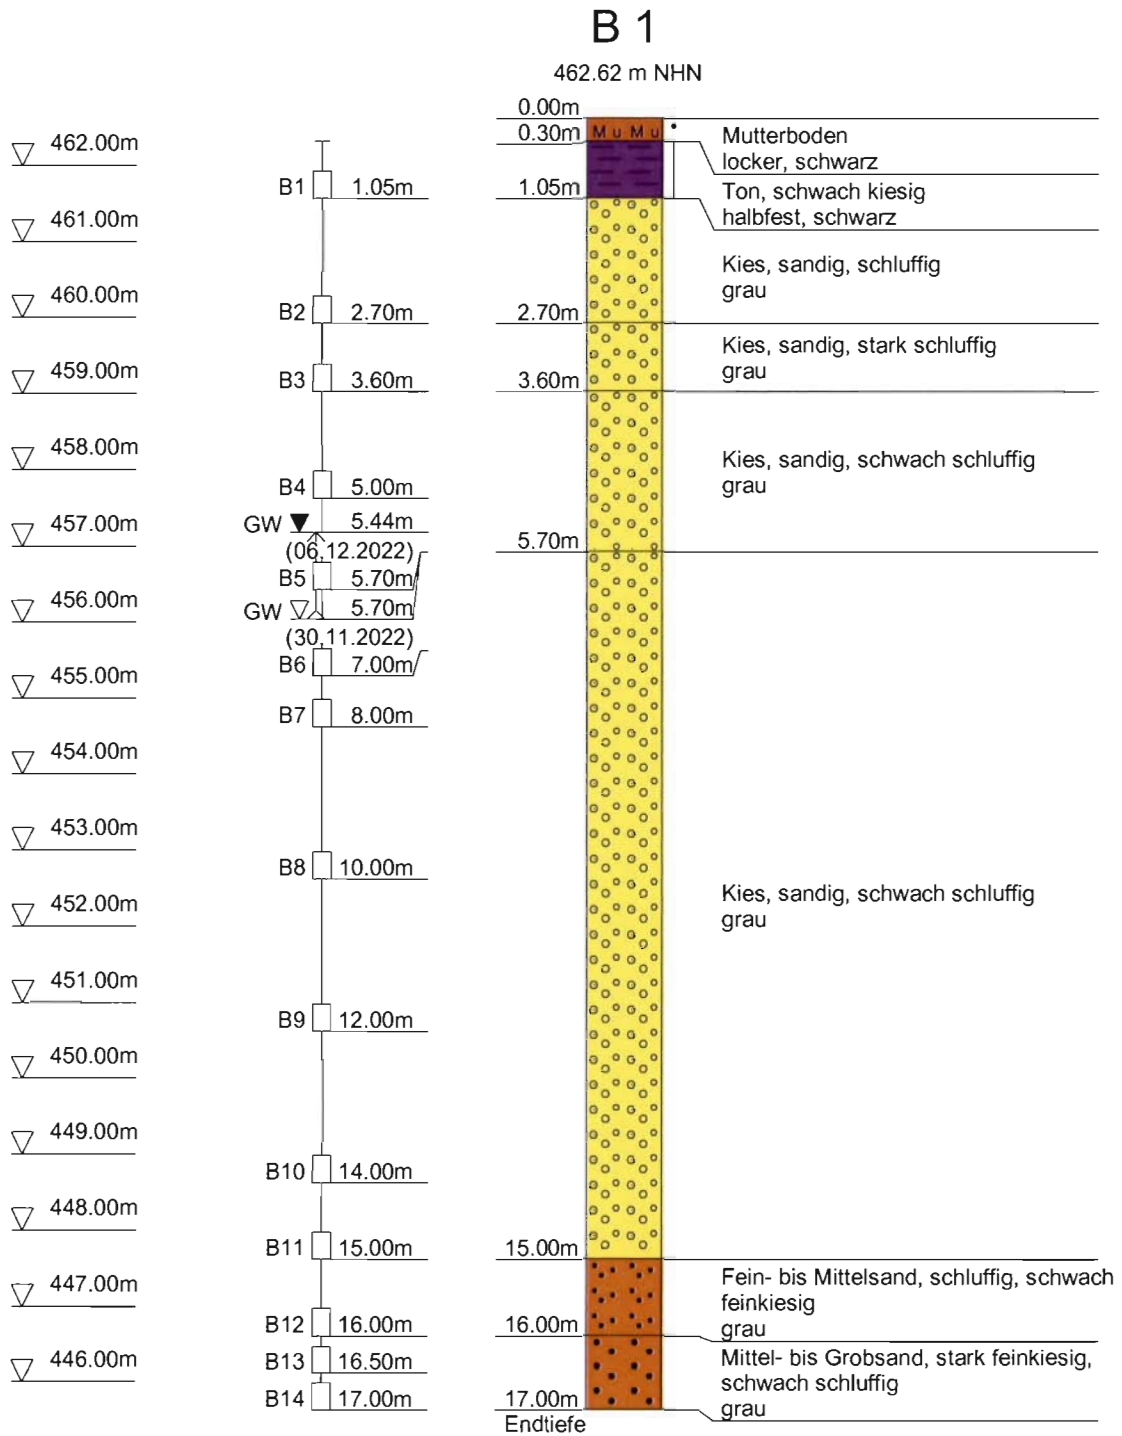 B 1
462.62 m NHN
0.00m
0.30m
M u M u
Mutterboden
locker, schwarz
462.00m
B1 1.05m
1.05m
Ton, schwach kiesig
halbfest, schwarz
461.00m
Kies, sandig, schluffig
grau
460.00m
B2 2.70m
2.70m
Kies, sandig, stark schluffig
grau
459.00m
B3 3.60m
3.60m
458.00m
Kies, sandig, schwach schluffig
grau
B4 5.00m
457.00m
GW 5.44m
(06.12.2022)
5.70m
B5 5.70m
456.00m
GW 5.70m
(30.11.2022)
B6 7.00m
455.00m
B7 8.00m
454.00m
453.00m
B8 10.00m
Kies, sandig, schwach schluffig
grau
452.00m
451.00m
B9 12.00m
450.00m
449.00m
B10 14.00m
448.00m
B11 15.00m
15.00m
447.00m
Fein- bis Mittelsand, schluffig, schwach
feinkiesig
grau
B12 16.00m
16.00m
446.00m
B13 16.50m
Mittel- bis Grobsand, stark feinkiesig,
schwach schluffig
grau
B14 17.00m
17.00m
Endtiefe